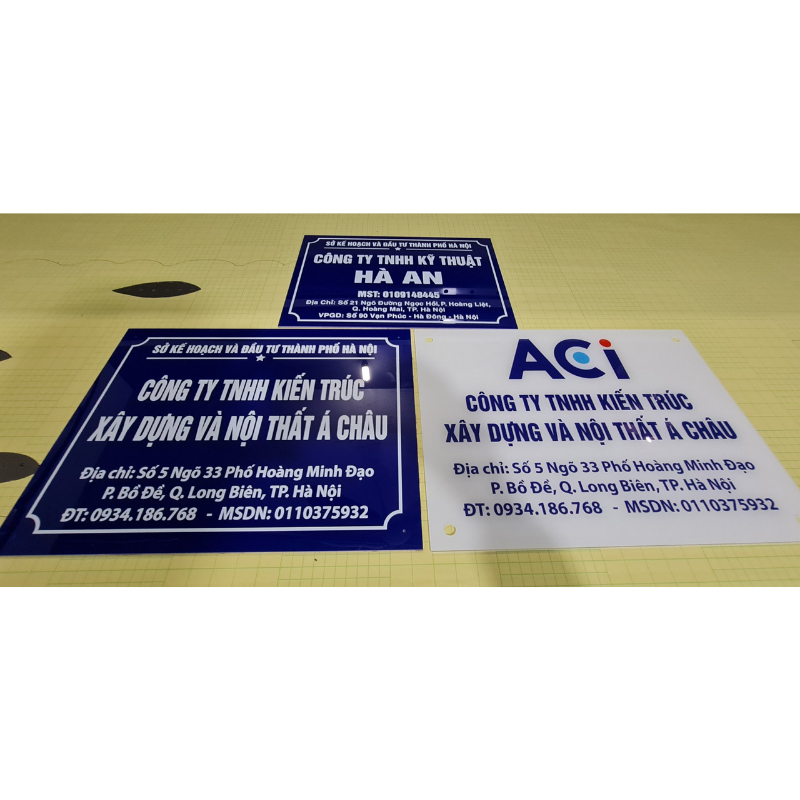 SỞ KẾ HOẠCH VÀ ĐẦU TƯ THÀNH PHỐ HÀ NỘI
CÔNG TY TNHH KỸ THUẬT
HÀ AN
MST: 0109148445
Địa Chỉ: Số 21 Ngõ Đường Ngọc Hồi, P. Hoàng Liệt,
Q. Hoàng Mai, TP. Hà Nội
VPGD: Số 90 Vạn Phúc - Hà Đông - Hà Nội
SỞ KẾ HOẠCH VÀ ĐẦU TƯ THÀNH PHỐ HÀ NỘI
CÔNG TY TNHH KIẾN TRÚC
XÂY DỰNG VÀ NỘI THẤT Á CHÂU
Địa chỉ: Số 5 Ngõ 33 Phố Hoàng Minh Đạo
P. Bồ Đề, Q. Long Biên, TP. Hà Nội
ĐT: 0934.186.768 - MSDN: 0110375932
ACi
CÔNG TY TNHH KIẾN TRÚC
XÂY DỰNG VÀ NỘI THẤT Á CHÂU
Địa chỉ: Số 5 Ngõ 33 Phố Hoàng Minh Đạo
P. Bồ Đề, Q. Long Biên, TP. Hà Nội
ĐT: 0934.186.768 - MSDN: 0110375932